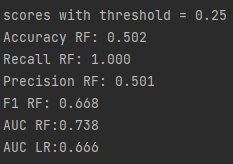 scores with threshold = 0.25
Accuracy RF: 0.502
Recall RF: 1.000
Precision RF: 0.501
F1 RF: 0.668
AUC RF:0.738
AUC LR:0.666